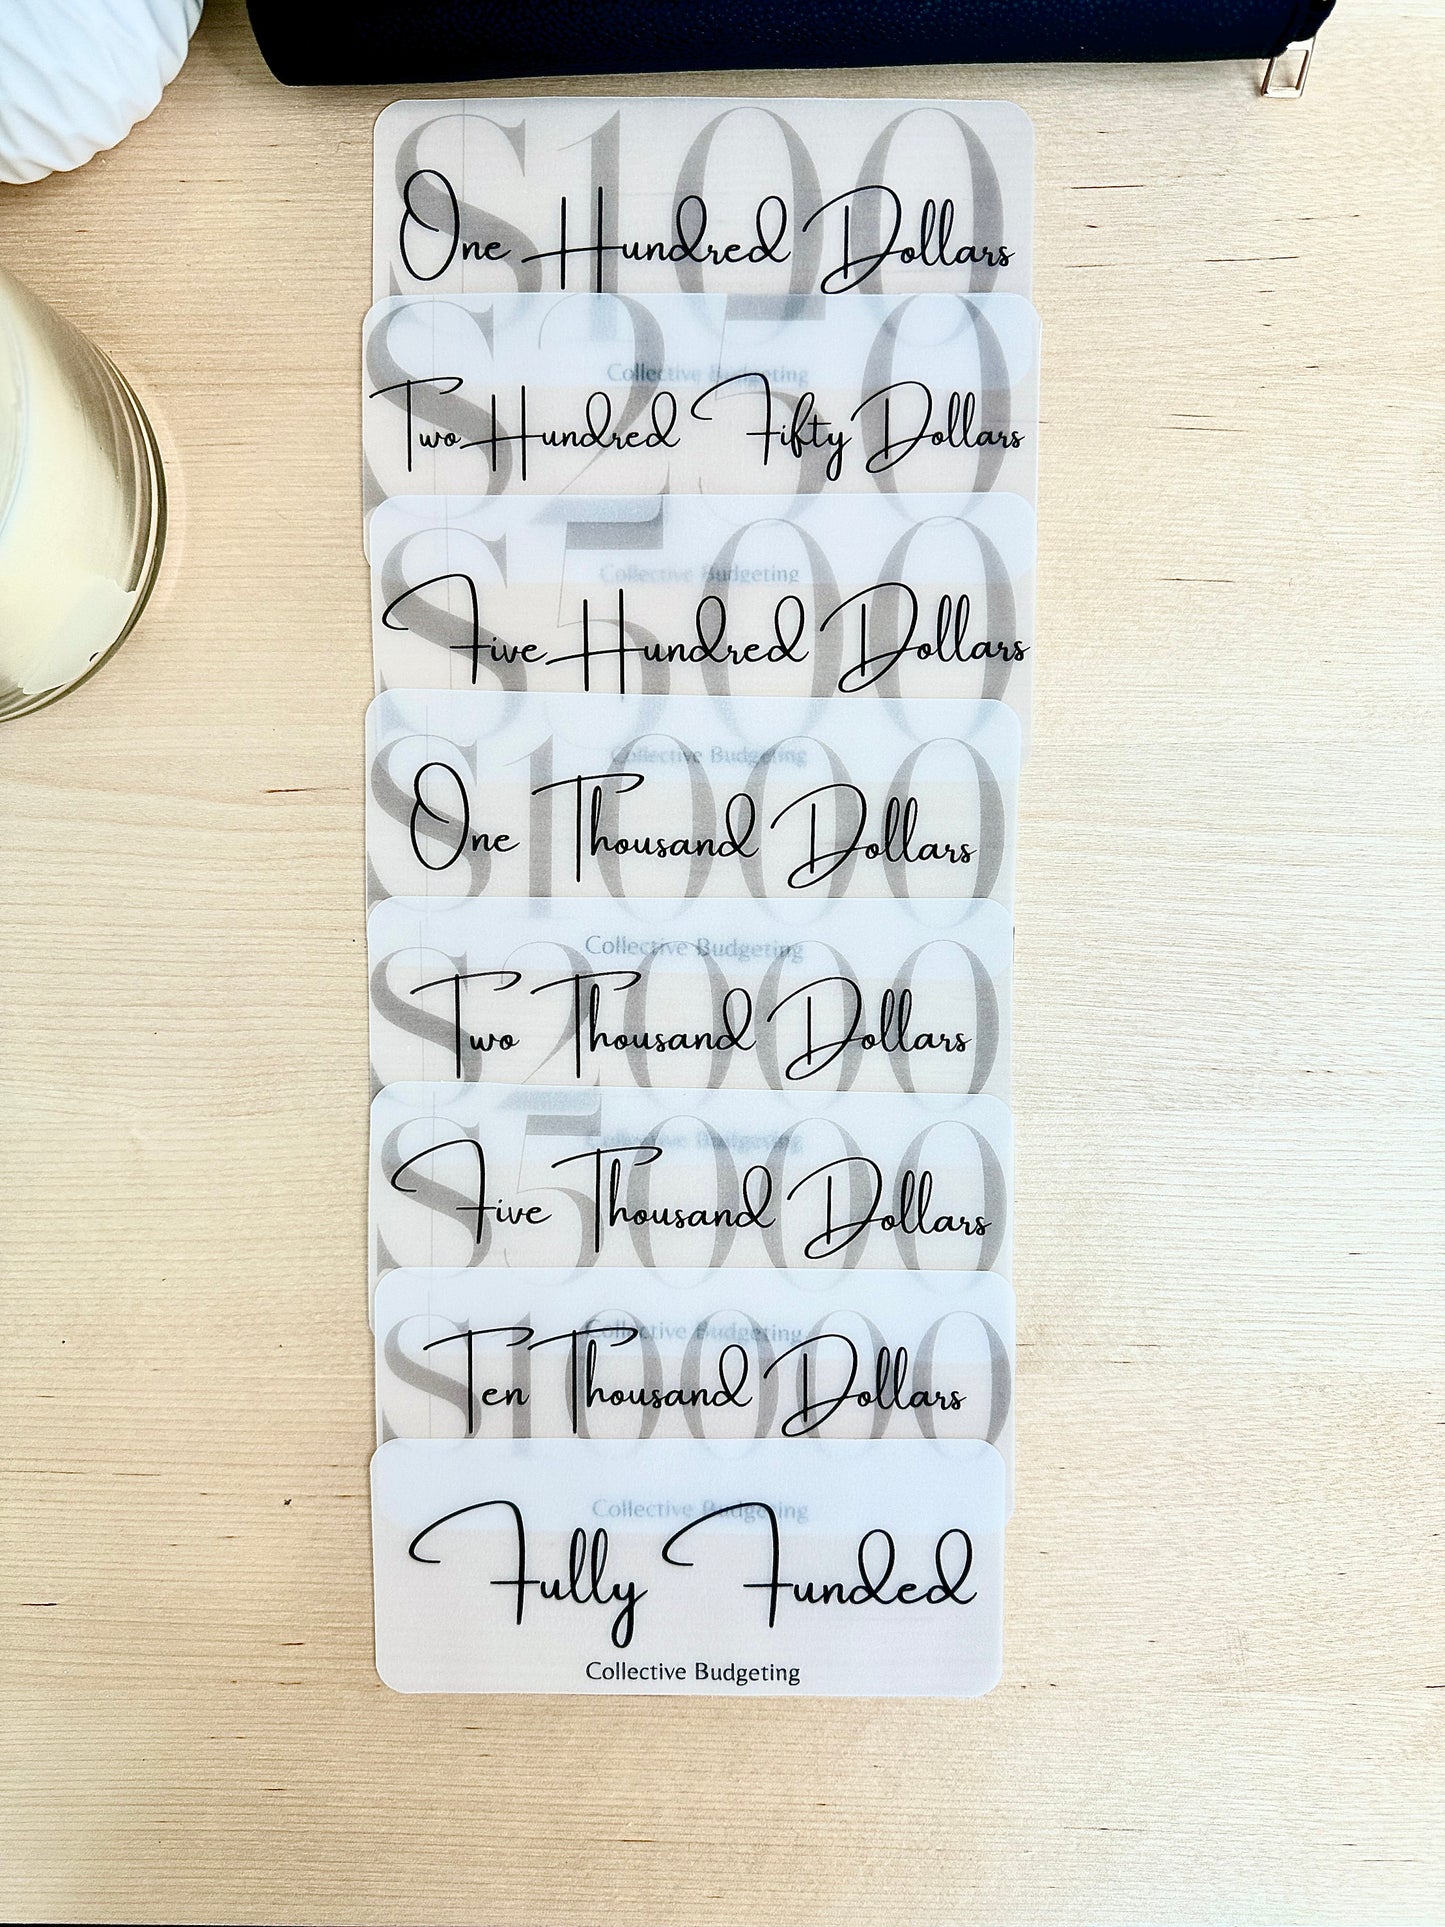 $100
One Hundred Dollars
Collective Budgeting
$250
Two Hundred Fifty Dollars
Collective Budgeting
$500
Five Hundred Dollars
Collective Budgeting
$1000
One Thousand Dollars
Collective Budgeting
$2000
Two Thousand Dollars
Collective Budgeting
$5000
Five Thousand Dollars
Collective Budgeting
$10000
Ten Thousand Dollars
Collective Budgeting
Fully Funded
Collective Budgeting